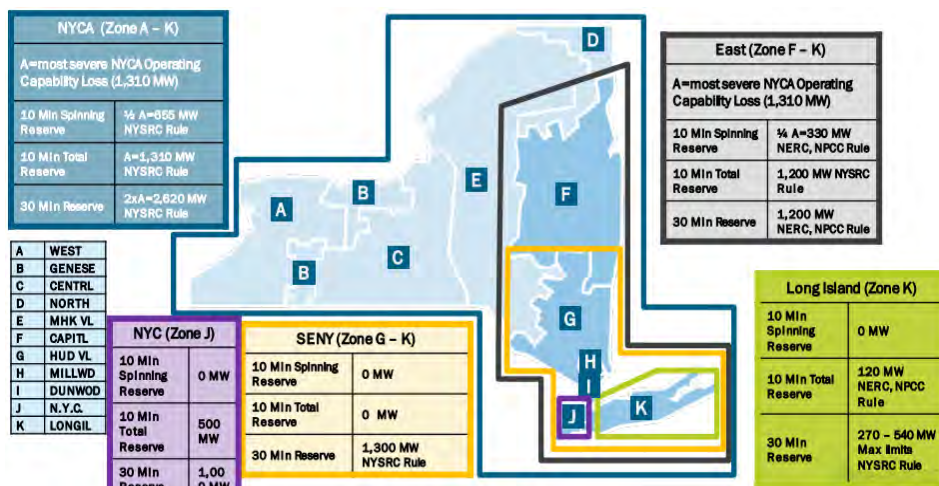 NYCA (Zone A – K)
A=most severe NYCA Operating
Capability Loss (1,310 MW)
10 Min Spinning
Reserve
½ A=655 MW
NYSRC Rule
10 Min Total
Reserve
A=1,310 MW
NYSRC Rule
30 Min Reserve
2xA=2,620 MW
NYSRC Rule
East (Zone F – K)
A=most severe NYCA Operating
Capability Loss (1,310 MW)
10 Min Spinning
Reserve
¼ A=330 MW
NERC, NPCC Rule
10 Min Total
Reserve
1,200 MW NYSRC
Rule
30 Min Reserve
1,200 MW
NERC, NPCC Rule
D
E
F
A
B
C
B
G
H
I
J
K
A WEST
B GENESE
C CENTRL
D NORTH
E MHK VL
F CAPITL
G HUD VL
H MILLWD
I DUNWOD
J N.Y.C.
K LONGIL
NYC (Zone J)
10 Min
Spinning
Reserve
0 MW
10 Min
Total
Reserve
500
MW
30 Min
Reserve
1,00
0 MW
SENY (Zone G – K)
10 Min Spinning
Reserve
0 MW
10 Min Total
Reserve
0 MW
30 Min Reserve
1,300 MW
NYSRC Rule
Long Island (Zone K)
10 Min
Spinning
Reserve
0 MW
10 Min Total
Reserve
120 MW
NERC, NPCC
Rule
30 Min
Reserve
270 – 540 MW
Max limits
NYSRC Rule